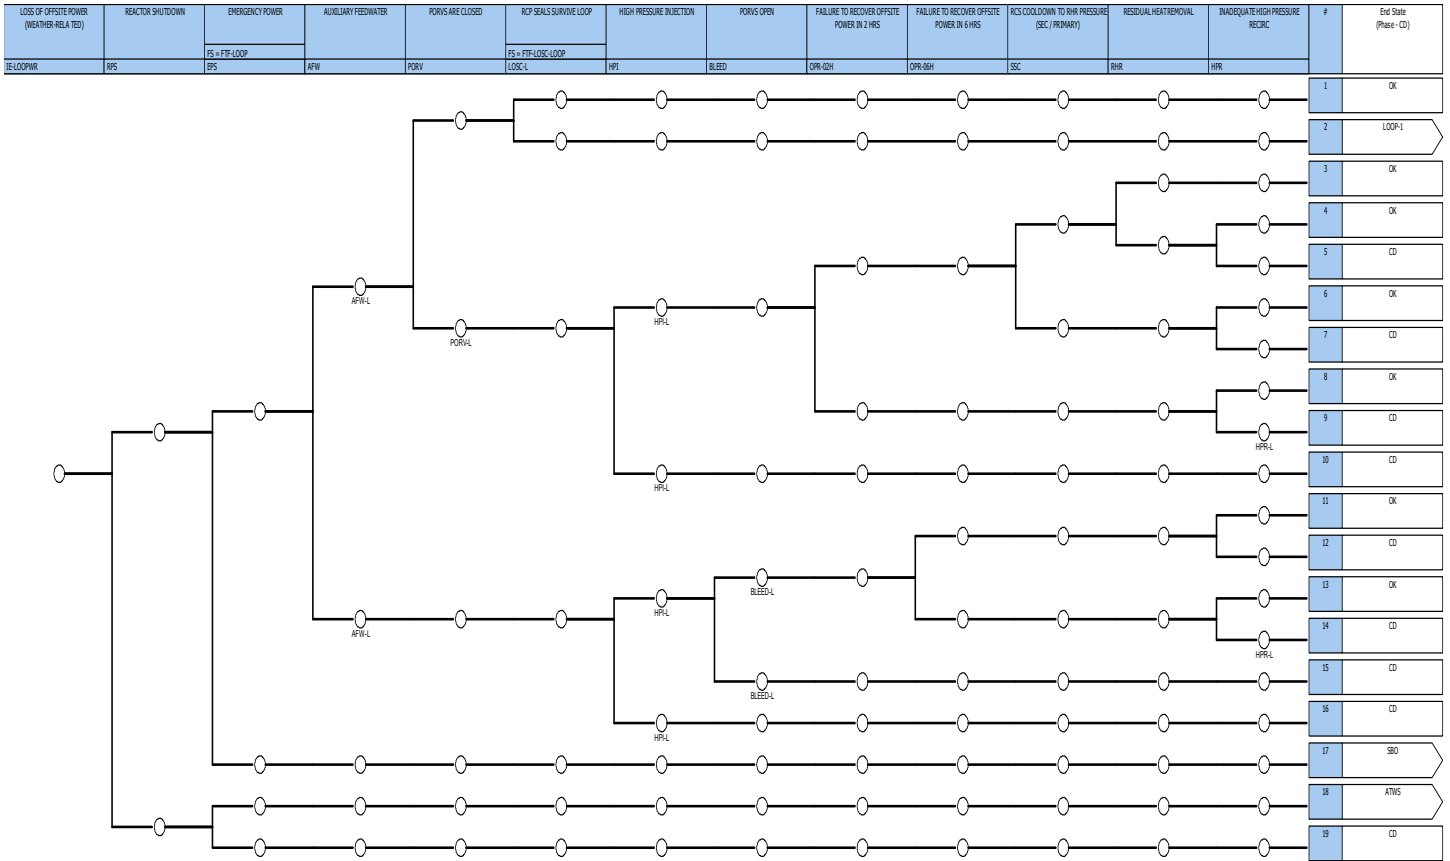 LOSS OF OFFSITE POWER
(WEATHER-RELA TED)
REACTOR SHUTDOWN
EMERGENCY POWER
AUXILIARY FEEDWATER
PORVS ARE CLOSED
RCP SEALS SURVIVE LOOP
HIGH PRESSURE INJECTION
PORVS OPEN
FAILURE TO RECOVER OFFSITE
POWER IN 2 HRS
FAILURE TO RECOVER OFFSITE
POWER IN 6 HRS
RCS COOLDOWN TO RHR PRESSURE
(SEC / PRIMARY)
RESIDUAL HEAT REMOVAL
INADEQUATE HIGH PRESSURE
RECIRC
#
End State
(Phase - CD)
FS = FTF-LOOP
FS = FTF-LOSC-LOOP
IE-LOOPWR
RPS
EPS
AFW
PORV
LOSC-L
HPI
BLEED
OPR-02H
OPR-06H
SSC
RHR
HPR
1
OK
2
LOOP-1
3
OK
4
OK
5
CD
AFW-L
6
OK
HPI-L
PORV-L
7
CD
8
OK
9
CD
HPR-L
10
CD
HPI-L
11
OK
12
CD
13
OK
BLEED-L
HPI-L
14
CD
AFW-L
HPR-L
15
CD
BLEED-L
16
CD
HPI-L
17
SBO
18
ATWS
19
CD